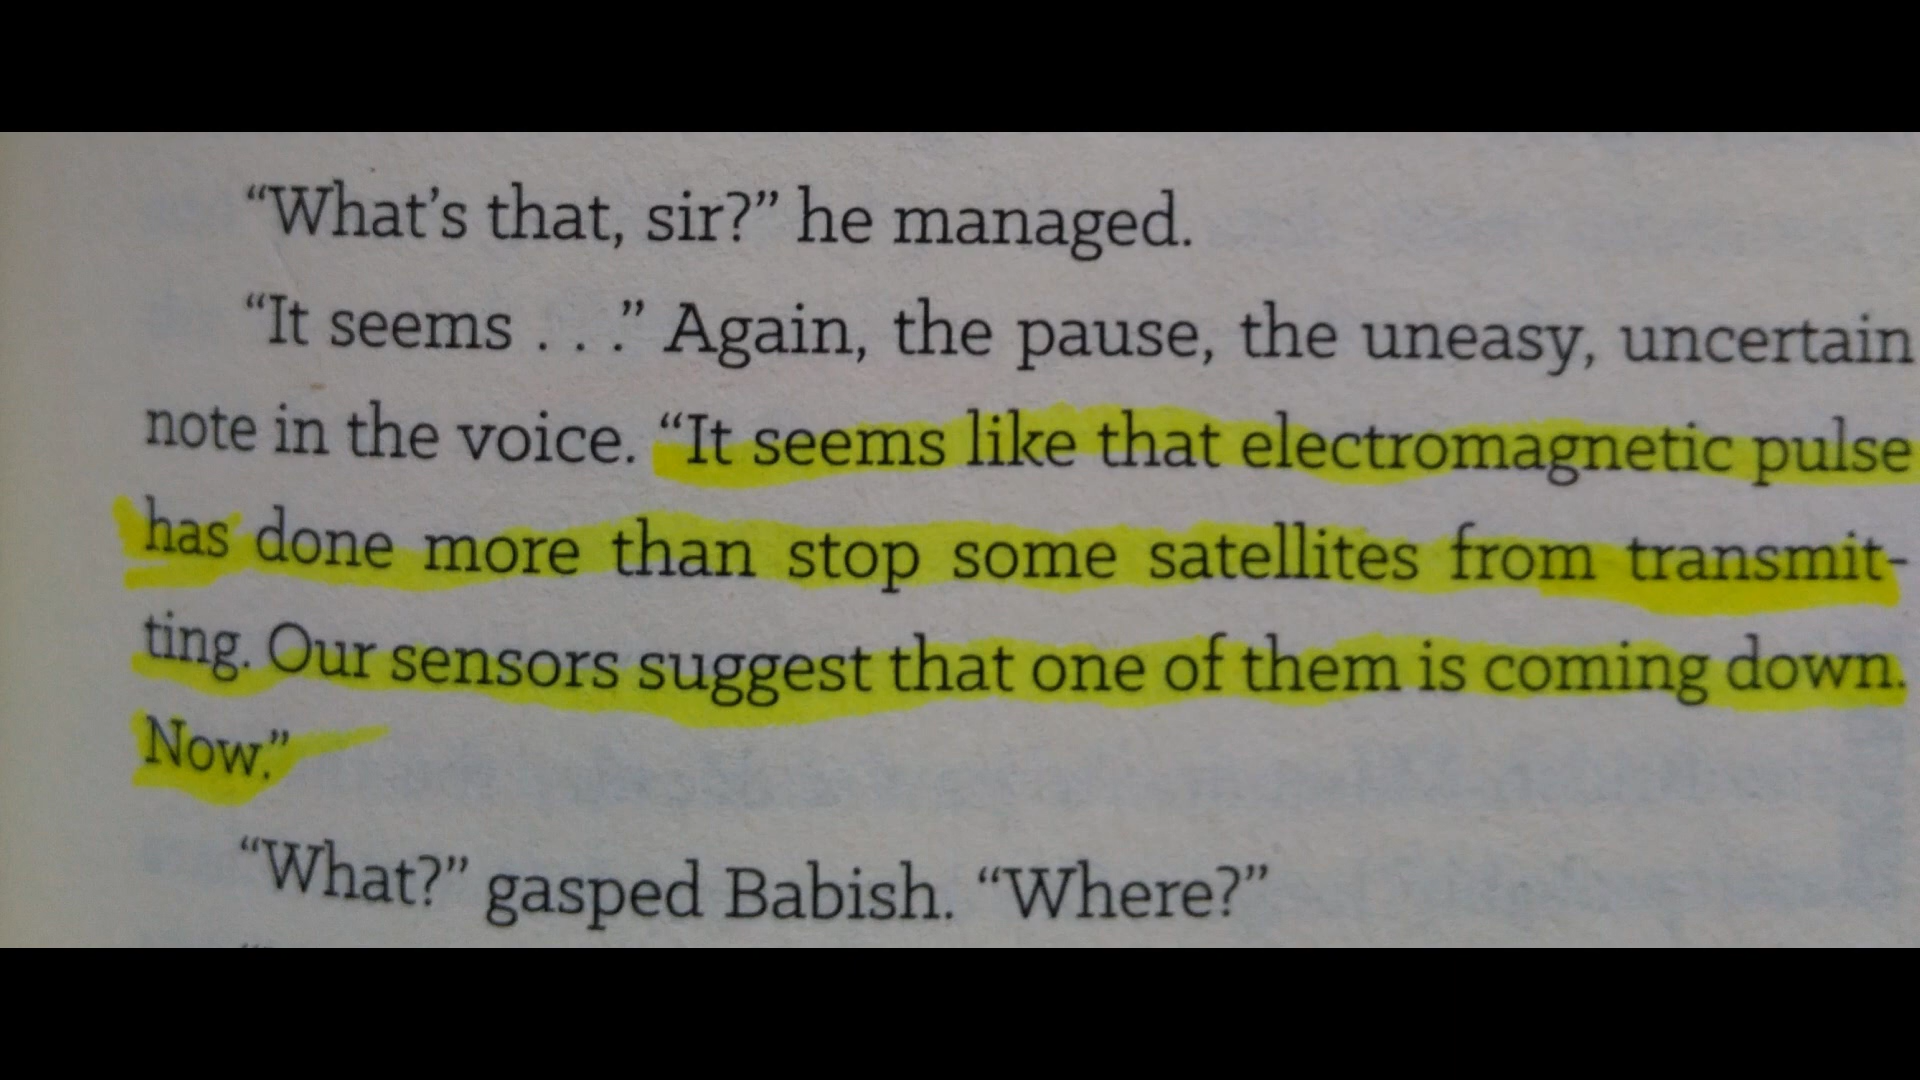 “What’s that, sir?” he managed.
“It seems . . .” Again, the pause, the uneasy, uncertain
note in the voice. “It seems like that electromagnetic pulse
has done more than stop some satellites from transmit-
ting. Our sensors suggest that one of them is coming down.
Now.”
“What?” gasped Babish. “Where?”